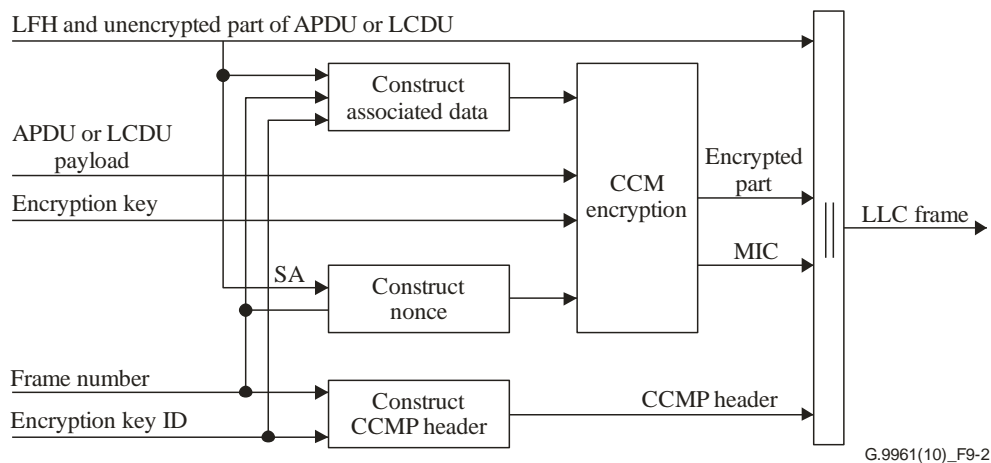 LFH and unencrypted part of APDU or LCDU
Construct
associated data
APDU or LCDU
payload
Encryption key
CCM
encryption
Encrypted
part
MIC
||
LLC frame
SA
Construct
nonce
Frame number
Encryption key ID
Construct
CCMP header
CCMP header
G.9961(10)_F9-2